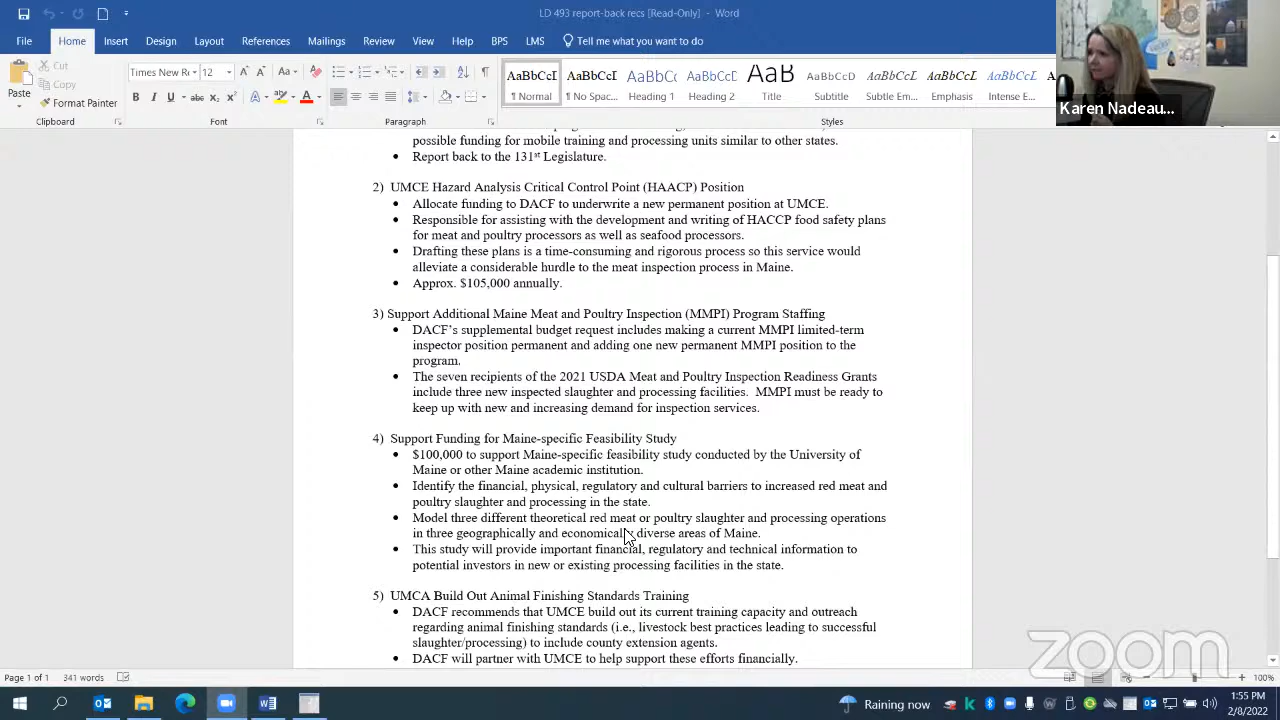 LD 493 report-back recs [Read-Only] - Word
File Home Insert Design Layout References Mailings Review View Help BPS LMS Tell me what you want to do
Paste
Format Painter
Clipboard
Times New Ro 12
Font
Paragraph
AaBbCcI AaBbCcI AaBbCc AaBbCcI AaB AaBbCcD AaBbCcI AaBbCcI AaBbCcI
¶ Normal ¶ No Spac... Heading 1 Heading 2 Title Subtitle Subtle Em... Emphasis Intense E...
Styles
Karen Nadeau...
possible funding for mobile training and processing units similar to other states.
• Report back to the 131st Legislature.
2) UMCE Hazard Analysis Critical Control Point (HAACP) Position
• Allocate funding to DACF to underwrite a new permanent position at UMCE.
• Responsible for assisting with the development and writing of HACCP food safety plans
for meat and poultry processors as well as seafood processors.
• Drafting these plans is a time-consuming and rigorous process so this service would
alleviate a considerable hurdle to the meat inspection process in Maine.
• Approx. $105,000 annually.
3) Support Additional Maine Meat and Poultry Inspection (MMPI) Program Staffing
• DACF's supplemental budget request includes making a current MMPI limited-term
inspector position permanent and adding one new permanent MMPI position to the
program.
• The seven recipients of the 2021 USDA Meat and Poultry Inspection Readiness Grants
include three new inspected slaughter and processing facilities. MMPI must be ready to
keep up with new and increasing demand for inspection services.
4) Support Funding for Maine-specific Feasibility Study
• $100,000 to support Maine-specific feasibility study conducted by the University of
Maine or other Maine academic institution.
• Identify the financial, physical, regulatory and cultural barriers to increased red meat and
poultry slaughter and processing in the state.
• Model three different theoretical red meat or poultry slaughter and processing operations
in three geographically and economically diverse areas of Maine.
• This study will provide important financial, regulatory and technical information to
potential investors in new or existing processing facilities in the state.
5) UMCA Build Out Animal Finishing Standards Training
• DACF recommends that UMCE build out its current training capacity and outreach
regarding animal finishing standards (i.e., livestock best practices leading to successful
slaughter/processing) to include county extension agents.
• DACF will partner with UMCE to help support these efforts financially.
zoom
Page 1 of 1 341 words 100%
Raining now
1:55 PM
2/8/2022